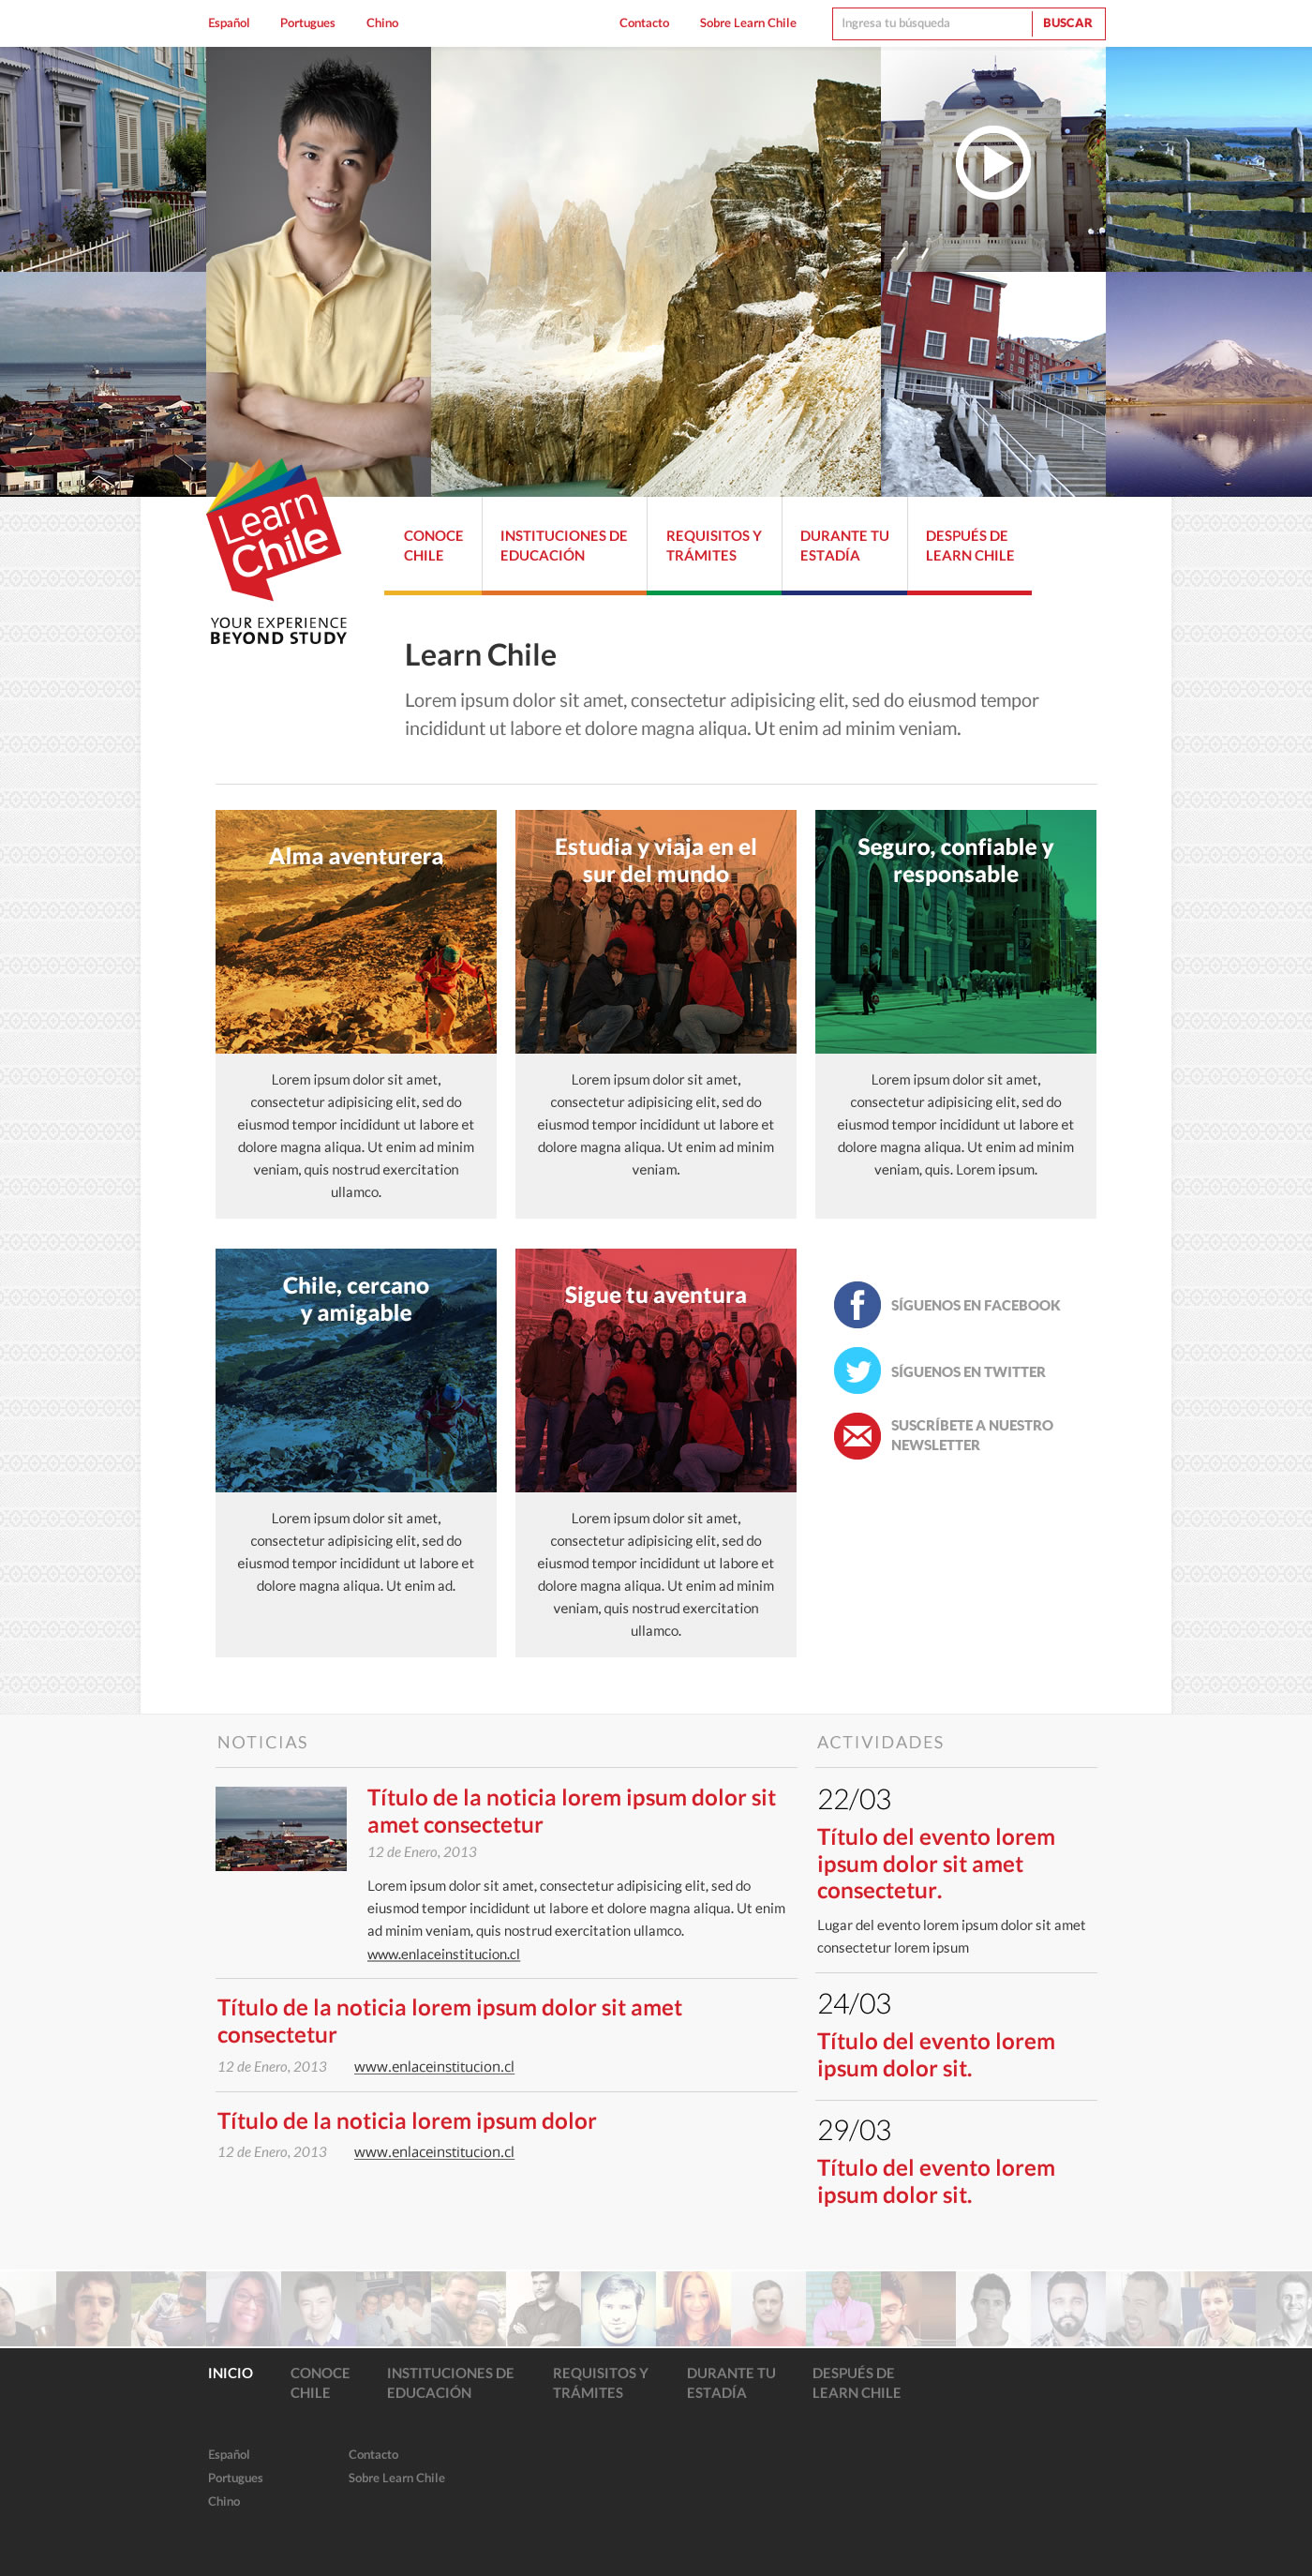 Español Portugues Chino Contacto Sobre Learn Chile Ingresa tu búsqueda BUSCAR
Learn
Chile
YOUR EXPERIENCE
BEYOND STUDY
CONOCE
CHILE
INSTITUCIONES DE
EDUCACIÓN
REQUISITOS Y
TRÁMITES
DURANTE TU
ESTADÍA
DESPUÉS DE
LEARN CHILE
Learn Chile
Lorem ipsum dolor sit amet, consectetur adipisicing elit, sed do eiusmod tempor
incididunt ut labore et dolore magna aliqua. Ut enim ad minim veniam.
Alma aventurera
Lorem ipsum dolor sit amet,
consectetur adipisicing elit, sed do
eiusmod tempor incididunt ut labore et
dolore magna aliqua. Ut enim ad minim
veniam, quis nostrud exercitation
ullamco.
Estudia y viaja en el
sur del mundo
Lorem ipsum dolor sit amet,
consectetur adipisicing elit, sed do
eiusmod tempor incididunt ut labore et
dolore magna aliqua. Ut enim ad minim
veniam.
Seguro, confiable y
responsable
Lorem ipsum dolor sit amet,
consectetur adipisicing elit, sed do
eiusmod tempor incididunt ut labore et
dolore magna aliqua. Ut enim ad minim
veniam, quis. Lorem ipsum.
Chile, cercano
y amigable
Lorem ipsum dolor sit amet,
consectetur adipisicing elit, sed do
eiusmod tempor incididunt ut labore et
dolore magna aliqua. Ut enim ad.
Sigue tu aventura
Lorem ipsum dolor sit amet,
consectetur adipisicing elit, sed do
eiusmod tempor incididunt ut labore et
dolore magna aliqua. Ut enim ad minim
veniam, quis nostrud exercitation
ullamco.
SÍGUENOS EN FACEBOOK
SÍGUENOS EN TWITTER
SUSCRÍBETE A NUESTRO
NEWSLETTER
NOTICIAS
Título de la noticia lorem ipsum dolor sit
amet consectetur
12 de Enero, 2013
Lorem ipsum dolor sit amet, consectetur adipisicing elit, sed do
eiusmod tempor incididunt ut labore et dolore magna aliqua. Ut enim
ad minim veniam, quis nostrud exercitation ullamco.
www.enlaceinstitucion.cl
Título de la noticia lorem ipsum dolor sit amet
consectetur
12 de Enero, 2013 www.enlaceinstitucion.cl
Título de la noticia lorem ipsum dolor
12 de Enero, 2013 www.enlaceinstitucion.cl
ACTIVIDADES
22/03
Título del evento lorem
ipsum dolor sit amet
consectetur.
Lugar del evento lorem ipsum dolor sit amet
consectetur lorem ipsum
24/03
Título del evento lorem
ipsum dolor sit.
29/03
Título del evento lorem
ipsum dolor sit.
INICIO
CONOCE
CHILE
INSTITUCIONES DE
EDUCACIÓN
REQUISITOS Y
TRÁMITES
DURANTE TU
ESTADÍA
DESPUÉS DE
LEARN CHILE
Español
Portugues
Chino
Contacto
Sobre Learn Chile